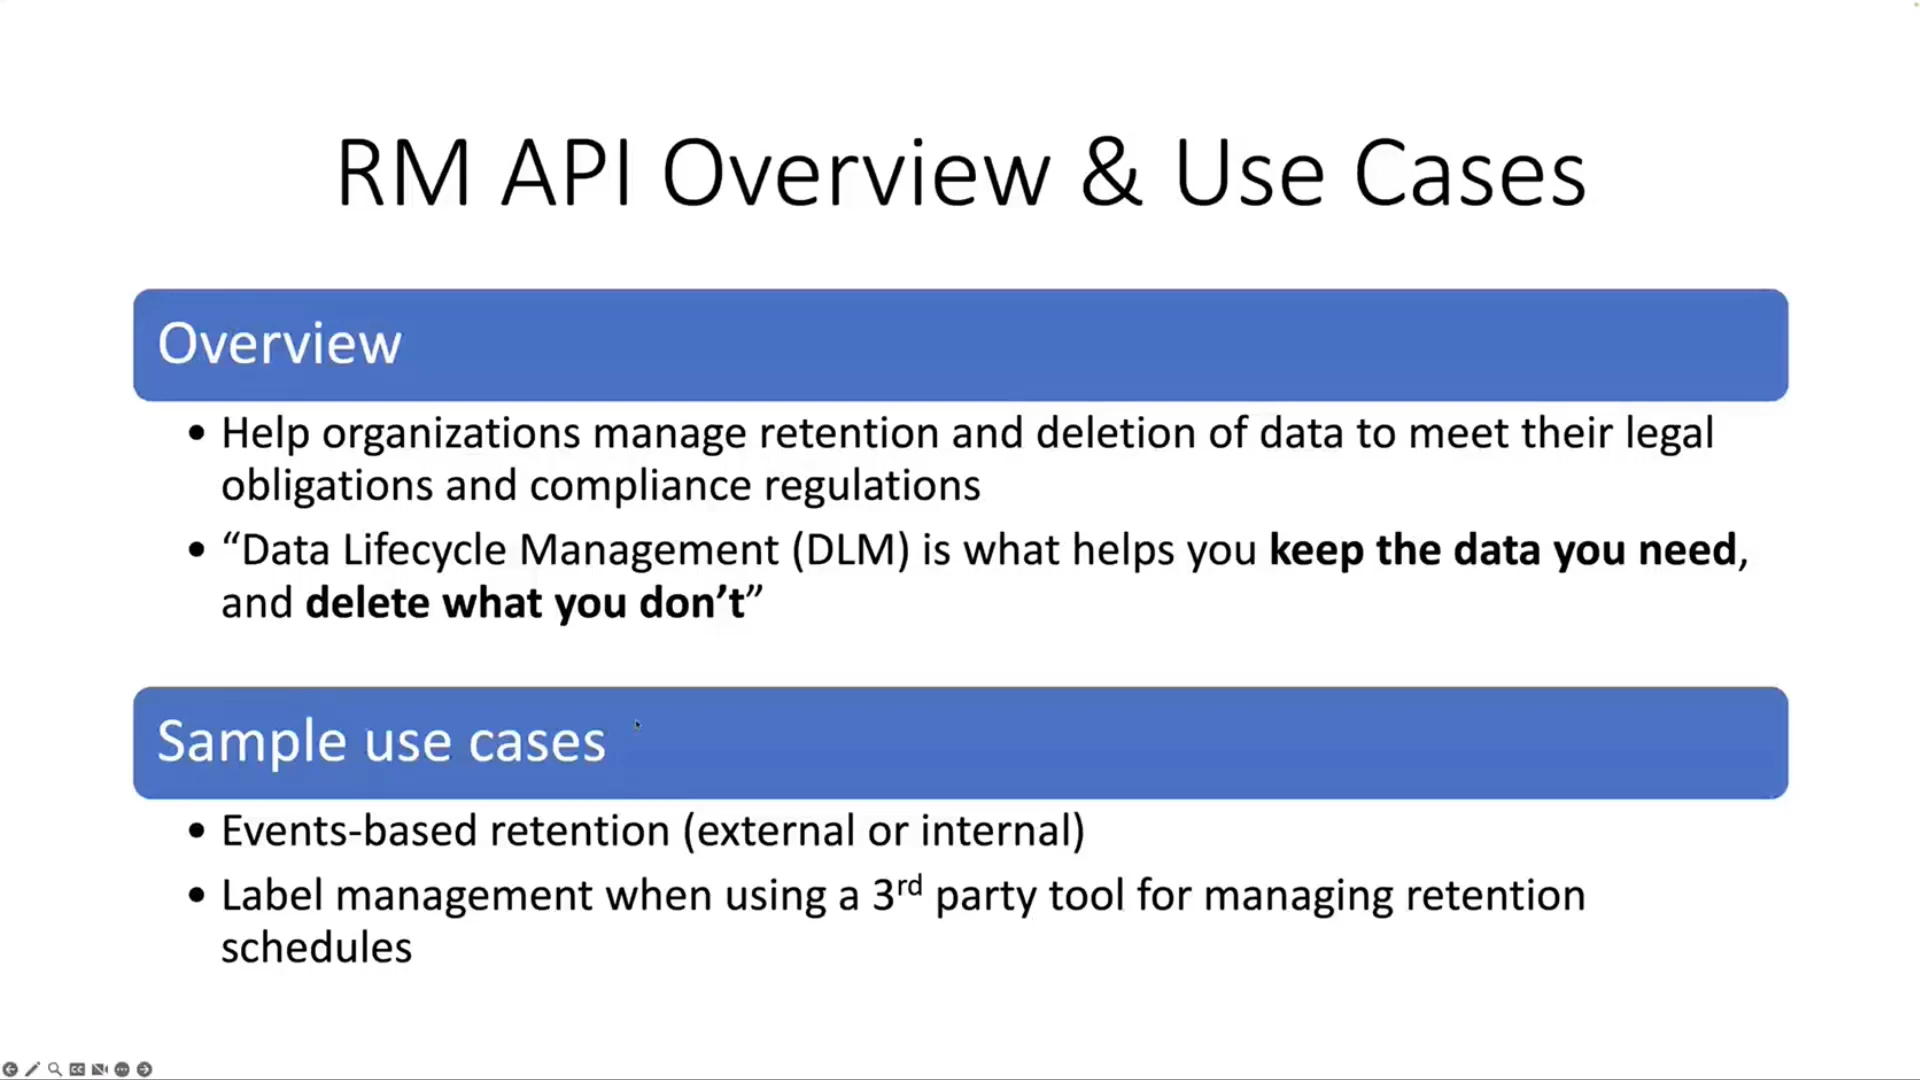 RM API Overview & Use Cases
Overview
• Help organizations manage retention and deletion of data to meet their legal
obligations and compliance regulations
• “Data Lifecycle Management (DLM) is what helps you keep the data you need,
and delete what you don’t”
Sample use cases
• Events-based retention (external or internal)
• Label management when using a 3rd party tool for managing retention
schedules